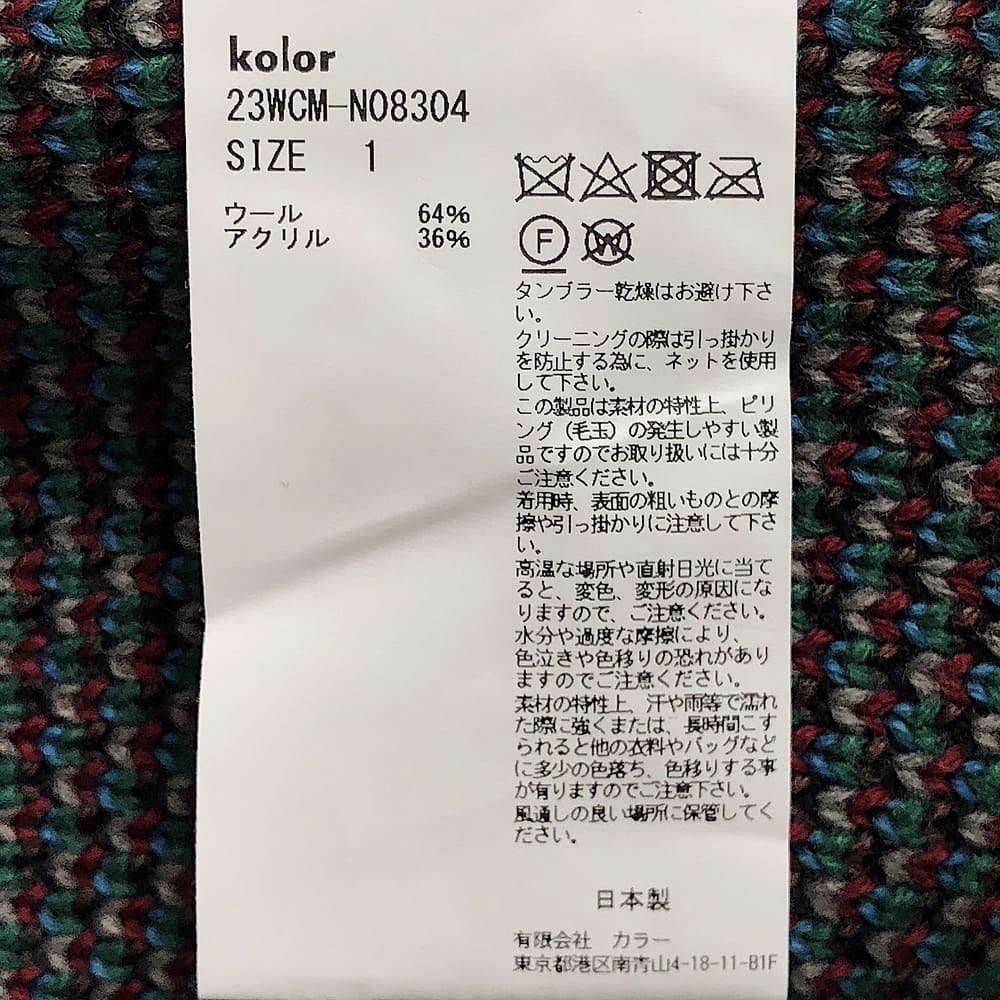 kolor
23WCM-N08304
SIZE 1
ウール 64%
アクリル 36%
F
W
タンブラー乾燥はお避け下さ
い。
クリーニングの際は引っ掛かり
を防止する為に、ネットを使用
して下さい。
この製品は素材の特性上、ピリ
ング（毛玉）の発生しやすい製
品ですのでお取り扱いには十分
ご注意ください。
着用時、表面の粗いものとの摩
擦や引っ掛かりに注意して下さ
い。
高温な場所や直射日光に当て
ると、変色、変形の原因にな
りますので、ご注意ください。
水分や過度な摩擦により、
色泣きや色移りの恐れがあり
ますのでご注意ください。
素材の特性上、汗や雨等で濡れ
た際に強くまたは、長時間こす
られると他の衣料やバッグなど
に多少の色落ち、色移りする事
が有りますのでご注意下さい。
風通しの良い場所に保管してく
ださい。
日本製
有限会社 カラー
東京都港区南青山4-18-11-B1F